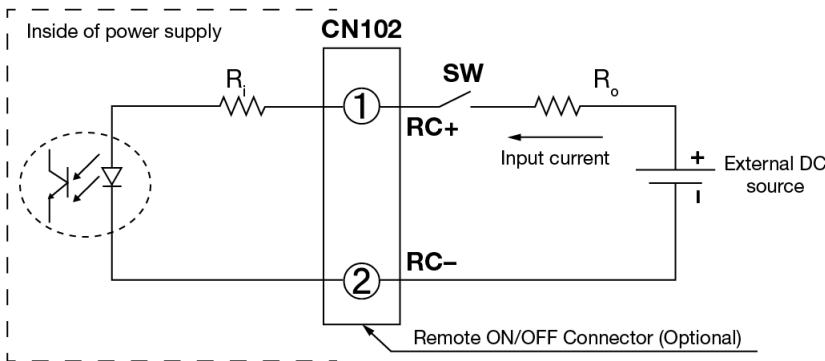 Inside of power supply
CN102
Ri
1
SW
Ro
RC+
Input current
+
External DC
source
-
2
RC−
Remote ON/OFF Connector (Optional)